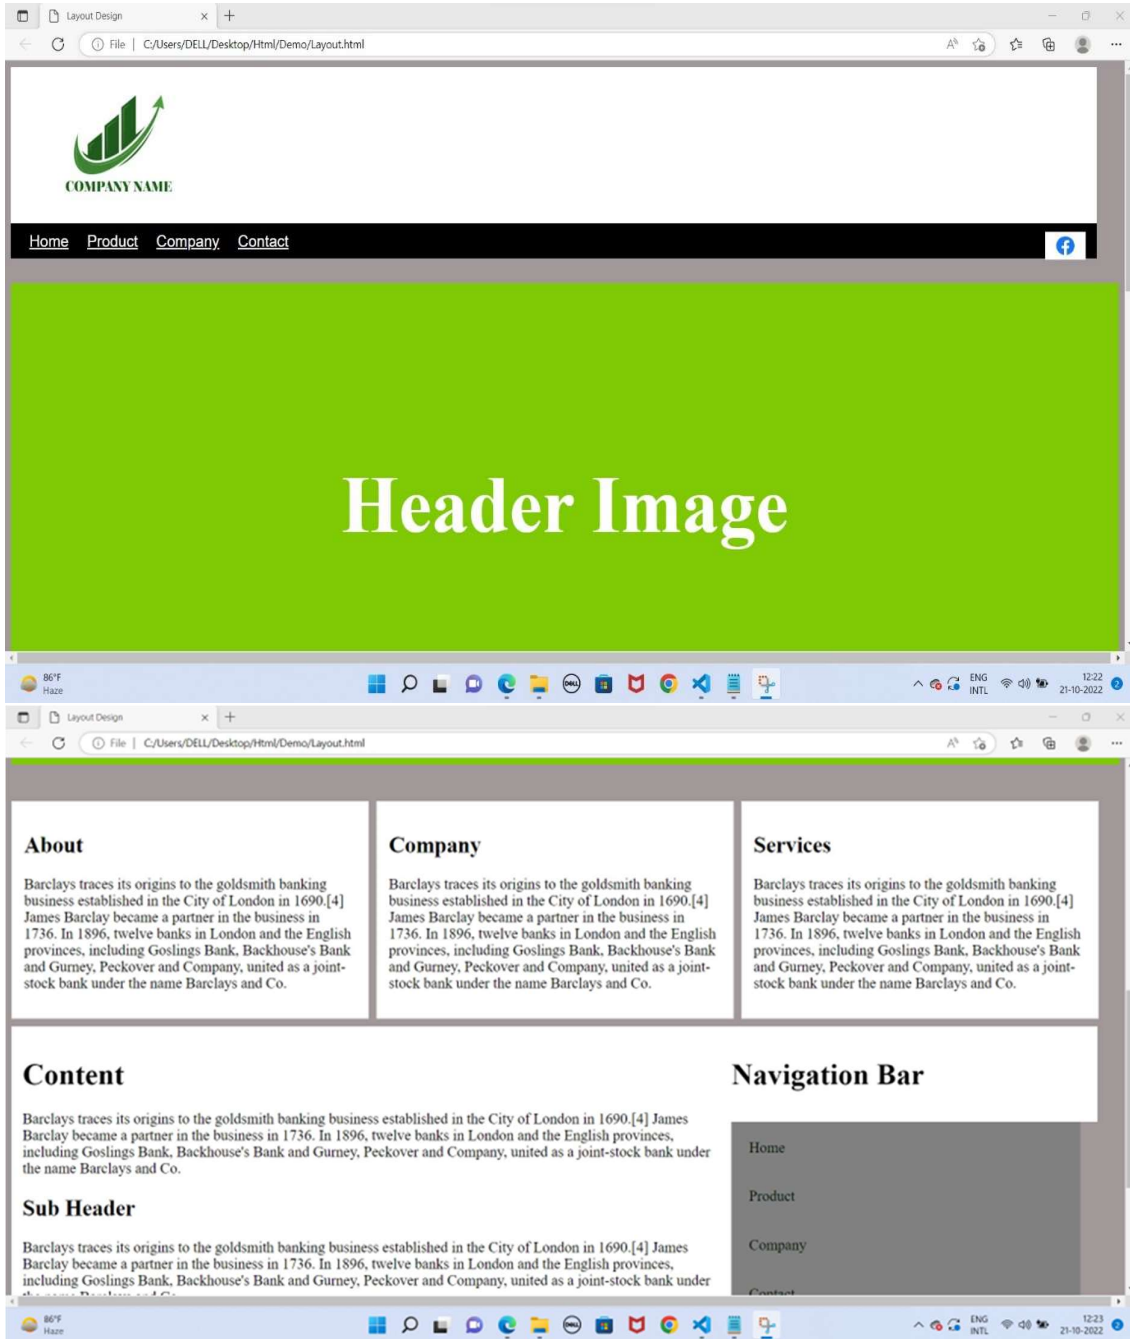 Layout Design
File | C:/Users/DELL/Desktop/Html/Demo/Layout.html
COMPANY NAME
Home Product Company Contact
Header Image
86°F
Haze
ENG
INTL
12:22
21-10-2022
2
Layout Design
File | C:/Users/DELL/Desktop/Html/Demo/Layout.html
About
Barclays traces its origins to the goldsmith banking
business established in the City of London in 1690.[4]
James Barclay became a partner in the business in
1736. In 1896, twelve banks in London and the English
provinces, including Goslings Bank, Backhouse's Bank
and Gurney, Peckover and Company, united as a joint-
stock bank under the name Barclays and Co.
Company
Barclays traces its origins to the goldsmith banking
business established in the City of London in 1690.[4]
James Barclay became a partner in the business in
1736. In 1896, twelve banks in London and the English
provinces, including Goslings Bank, Backhouse's Bank
and Gurney, Peckover and Company, united as a joint-
stock bank under the name Barclays and Co.
Services
Barclays traces its origins to the goldsmith banking
business established in the City of London in 1690.[4]
James Barclay became a partner in the business in
1736. In 1896, twelve banks in London and the English
provinces, including Goslings Bank, Backhouse's Bank
and Gurney, Peckover and Company, united as a joint-
stock bank under the name Barclays and Co.
Content
Barclays traces its origins to the goldsmith banking business established in the City of London in 1690.[4] James
Barclay became a partner in the business in 1736. In 1896, twelve banks in London and the English provinces,
including Goslings Bank, Backhouse's Bank and Gurney, Peckover and Company, united as a joint-stock bank under
the name Barclays and Co.
Sub Header
Barclays traces its origins to the goldsmith banking business established in the City of London in 1690.[4] James
Barclay became a partner in the business in 1736. In 1896, twelve banks in London and the English provinces,
including Goslings Bank, Backhouse's Bank and Gurney, Peckover and Company, united as a joint-stock bank under
Navigation Bar
Home
Product
Company
Contact
86°F
Haze
ENG
INTL
12:23
21-10-2022
2